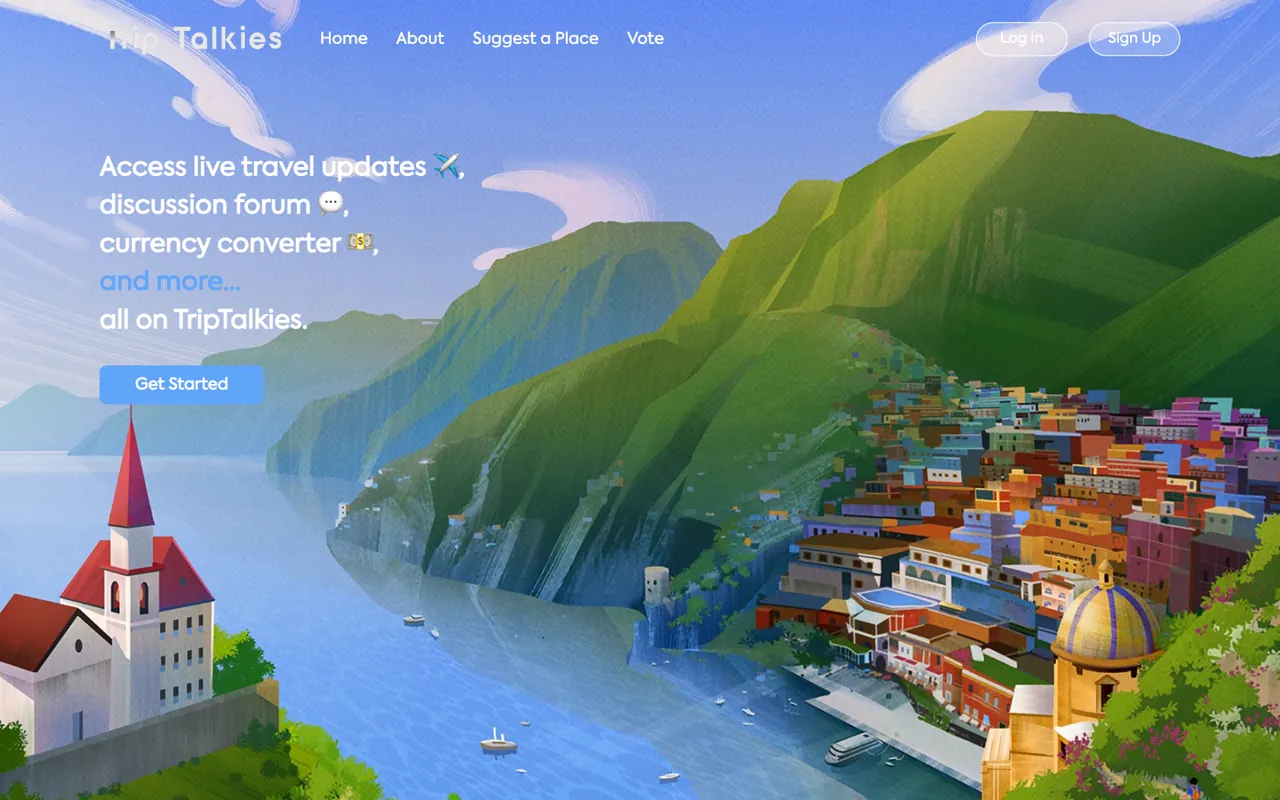 Trip Talkies
Home
About
Suggest a Place
Vote
Log In
Sign Up
Access live travel updates ✈️,
discussion forum 💬,
currency converter 💵,
and more...
all on TripTalkies.
Get Started